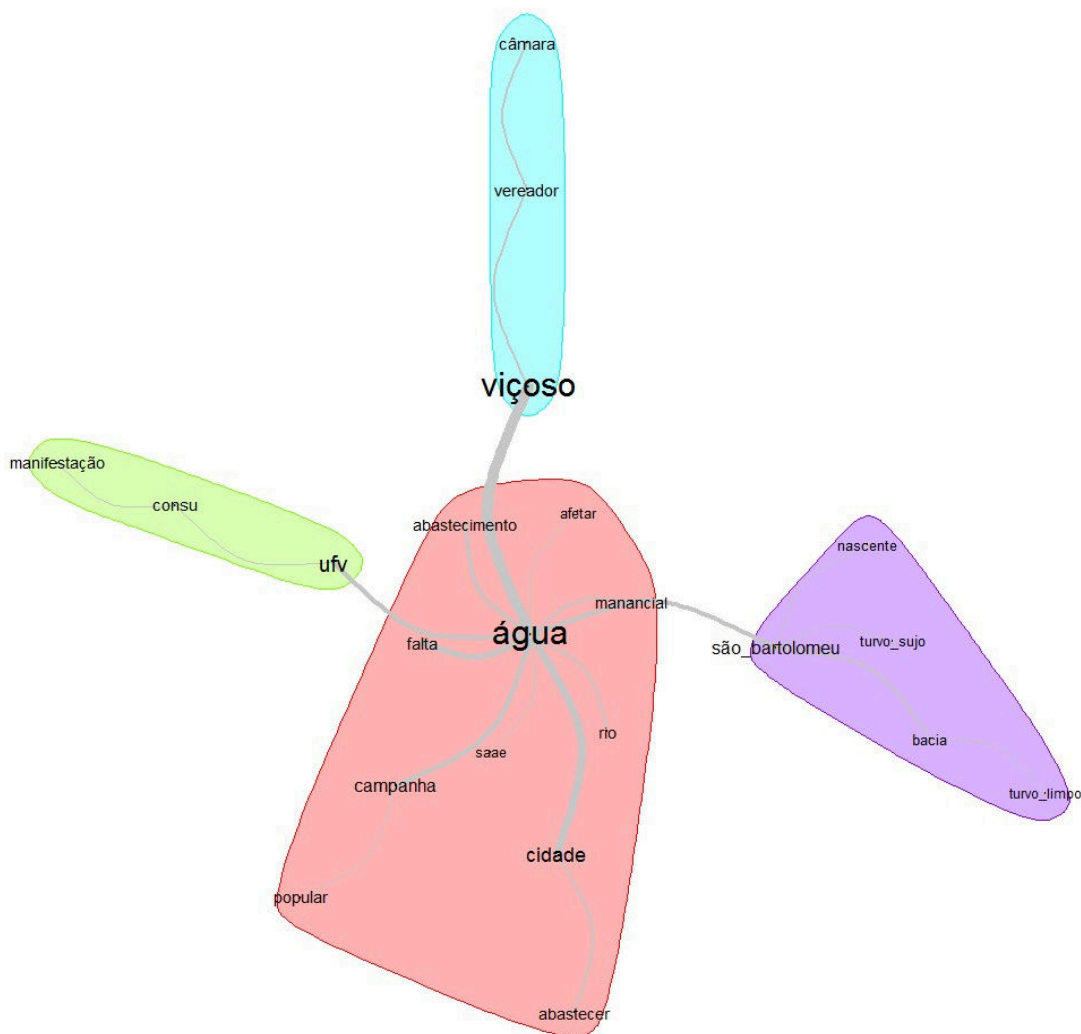 câmara
vereador
viçoso
manifestação
consu
ufv
abastecimento
afetar
nascente
manancial
água
falta
são_bartolomeu
turvo_sujo
rio
bacia
saae
campanha
turvo_limpo
cidade
popular
abastecer